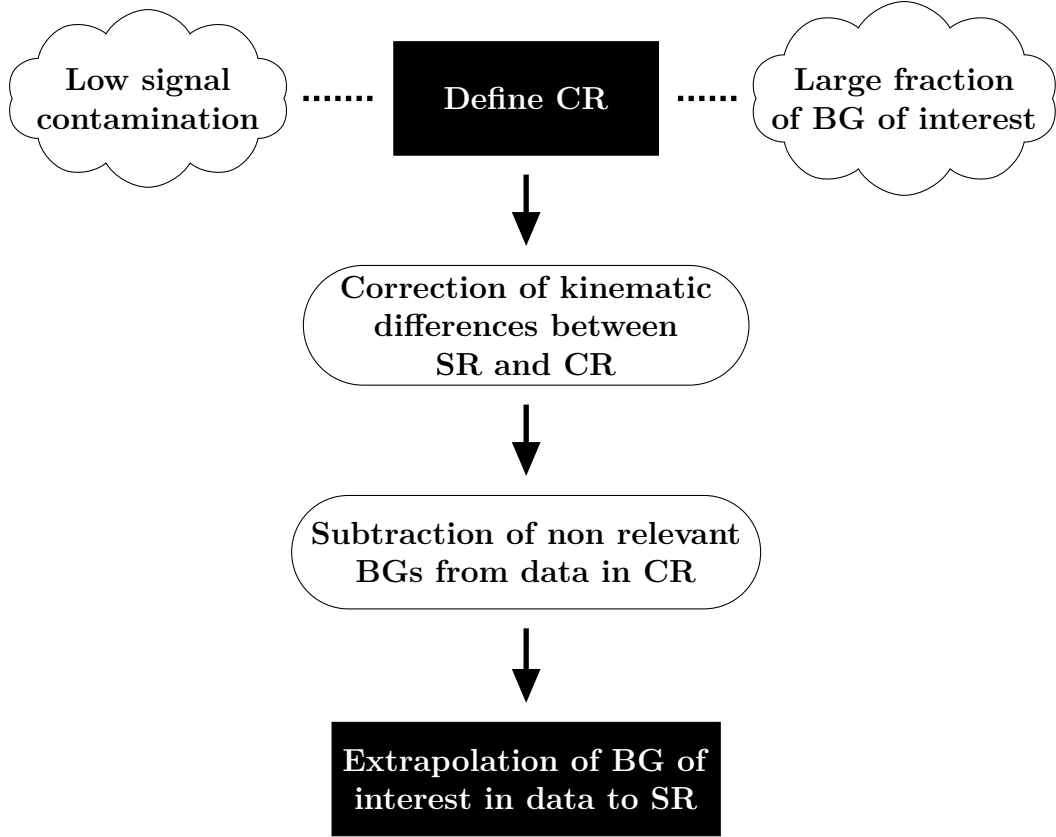 Low signal
contamination
Define CR
Large fraction
of BG of interest
Correction of kinematic
differences between
SR and CR
Subtraction of non relevant
BGs from data in CR
Extrapolation of BG of
interest in data to SR